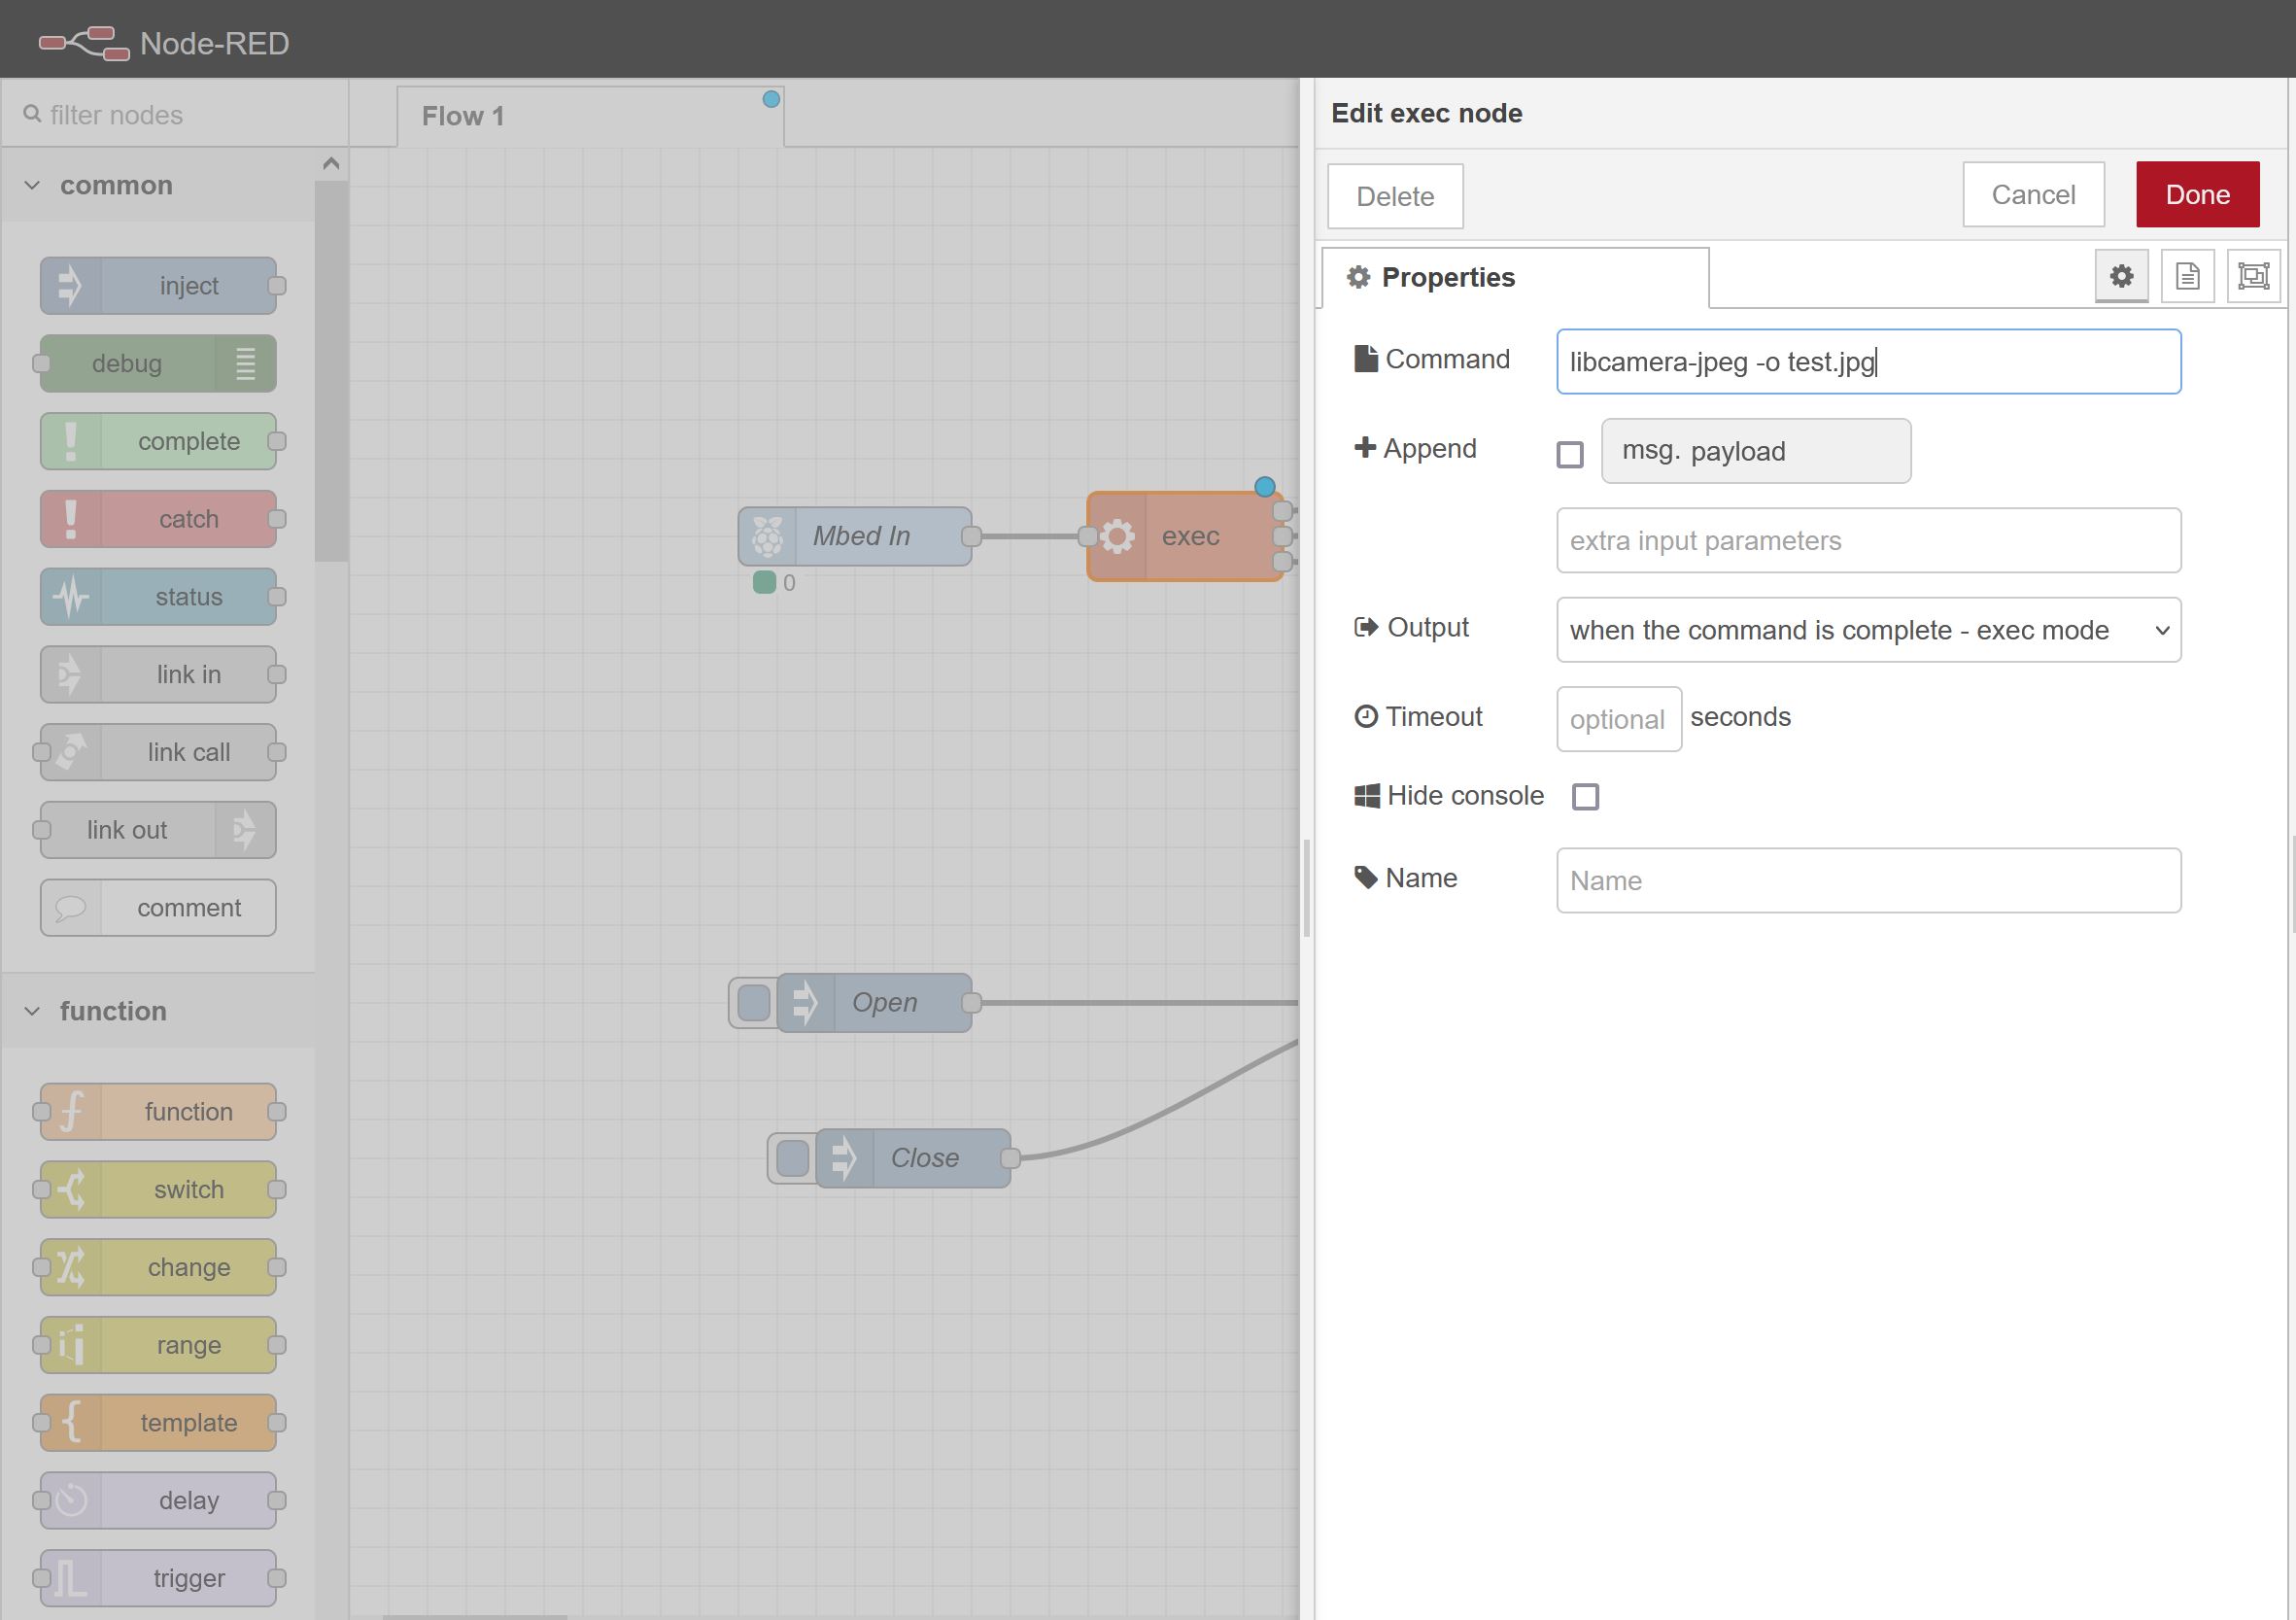 Node-RED
filter nodes
Flow 1
common
inject
debug
complete
catch
status
link in
link call
link out
comment
function
function
switch
change
range
template
delay
trigger
Mbed In
0
exec
Open
Close
Edit exec node
Delete
Cancel
Done
Properties
Command
libcamera-jpeg -o test.jpg
Append
msg. payload
extra input parameters
Output
when the command is complete - exec mode
Timeout
optional
seconds
Hide console
Name
Name